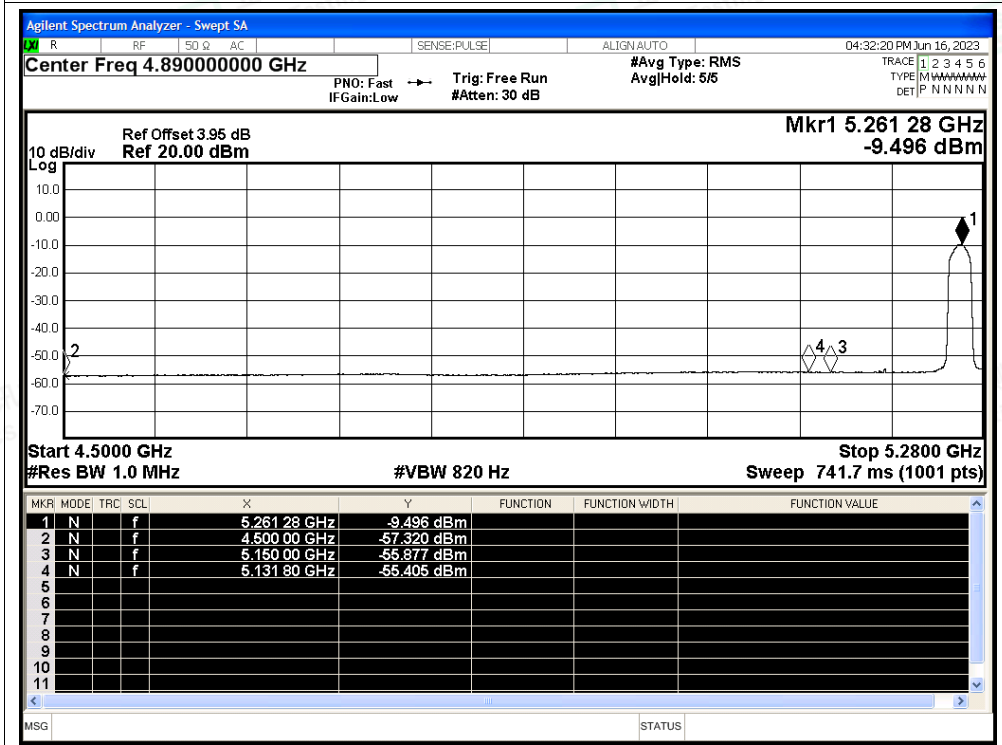 Agilent Spectrum Analyzer - Swept SA
LXI R RF 50 Ω AC SENSE:PULSE ALIGN AUTO 04:32:20 PM Jun 16, 2023
Center Freq 4.890000000 GHz #Avg Type: RMS TRACE 1 2 3 4 5 6
PNO: Fast Trig: Free Run Avg|Hold: 5/5 TYPE M
IFGain:Low #Atten: 30 dB DET P N N N N N
Mkr1 5.261 28 GHz
Ref Offset 3.95 dB
10 dB/div Ref 20.00 dBm -9.496 dBm
Log
10.0
0.00
1
-10.0
-20.0
-30.0
-40.0
-50.0 2 4 3
-60.0
-70.0
Start 4.5000 GHz Stop 5.2800 GHz
#Res BW 1.0 MHz #VBW 820 Hz Sweep 741.7 ms (1001 pts)
MKR MODE TRC SCL X Y FUNCTION FUNCTION WIDTH FUNCTION VALUE
1 N f 5.261 28 GHz -9.496 dBm
2 N f 4.500 00 GHz -57.320 dBm
3 N f 5.150 00 GHz -55.877 dBm
4 N f 5.131 80 GHz -55.405 dBm
5
6
7
8
9
10
11
MSG STATUS